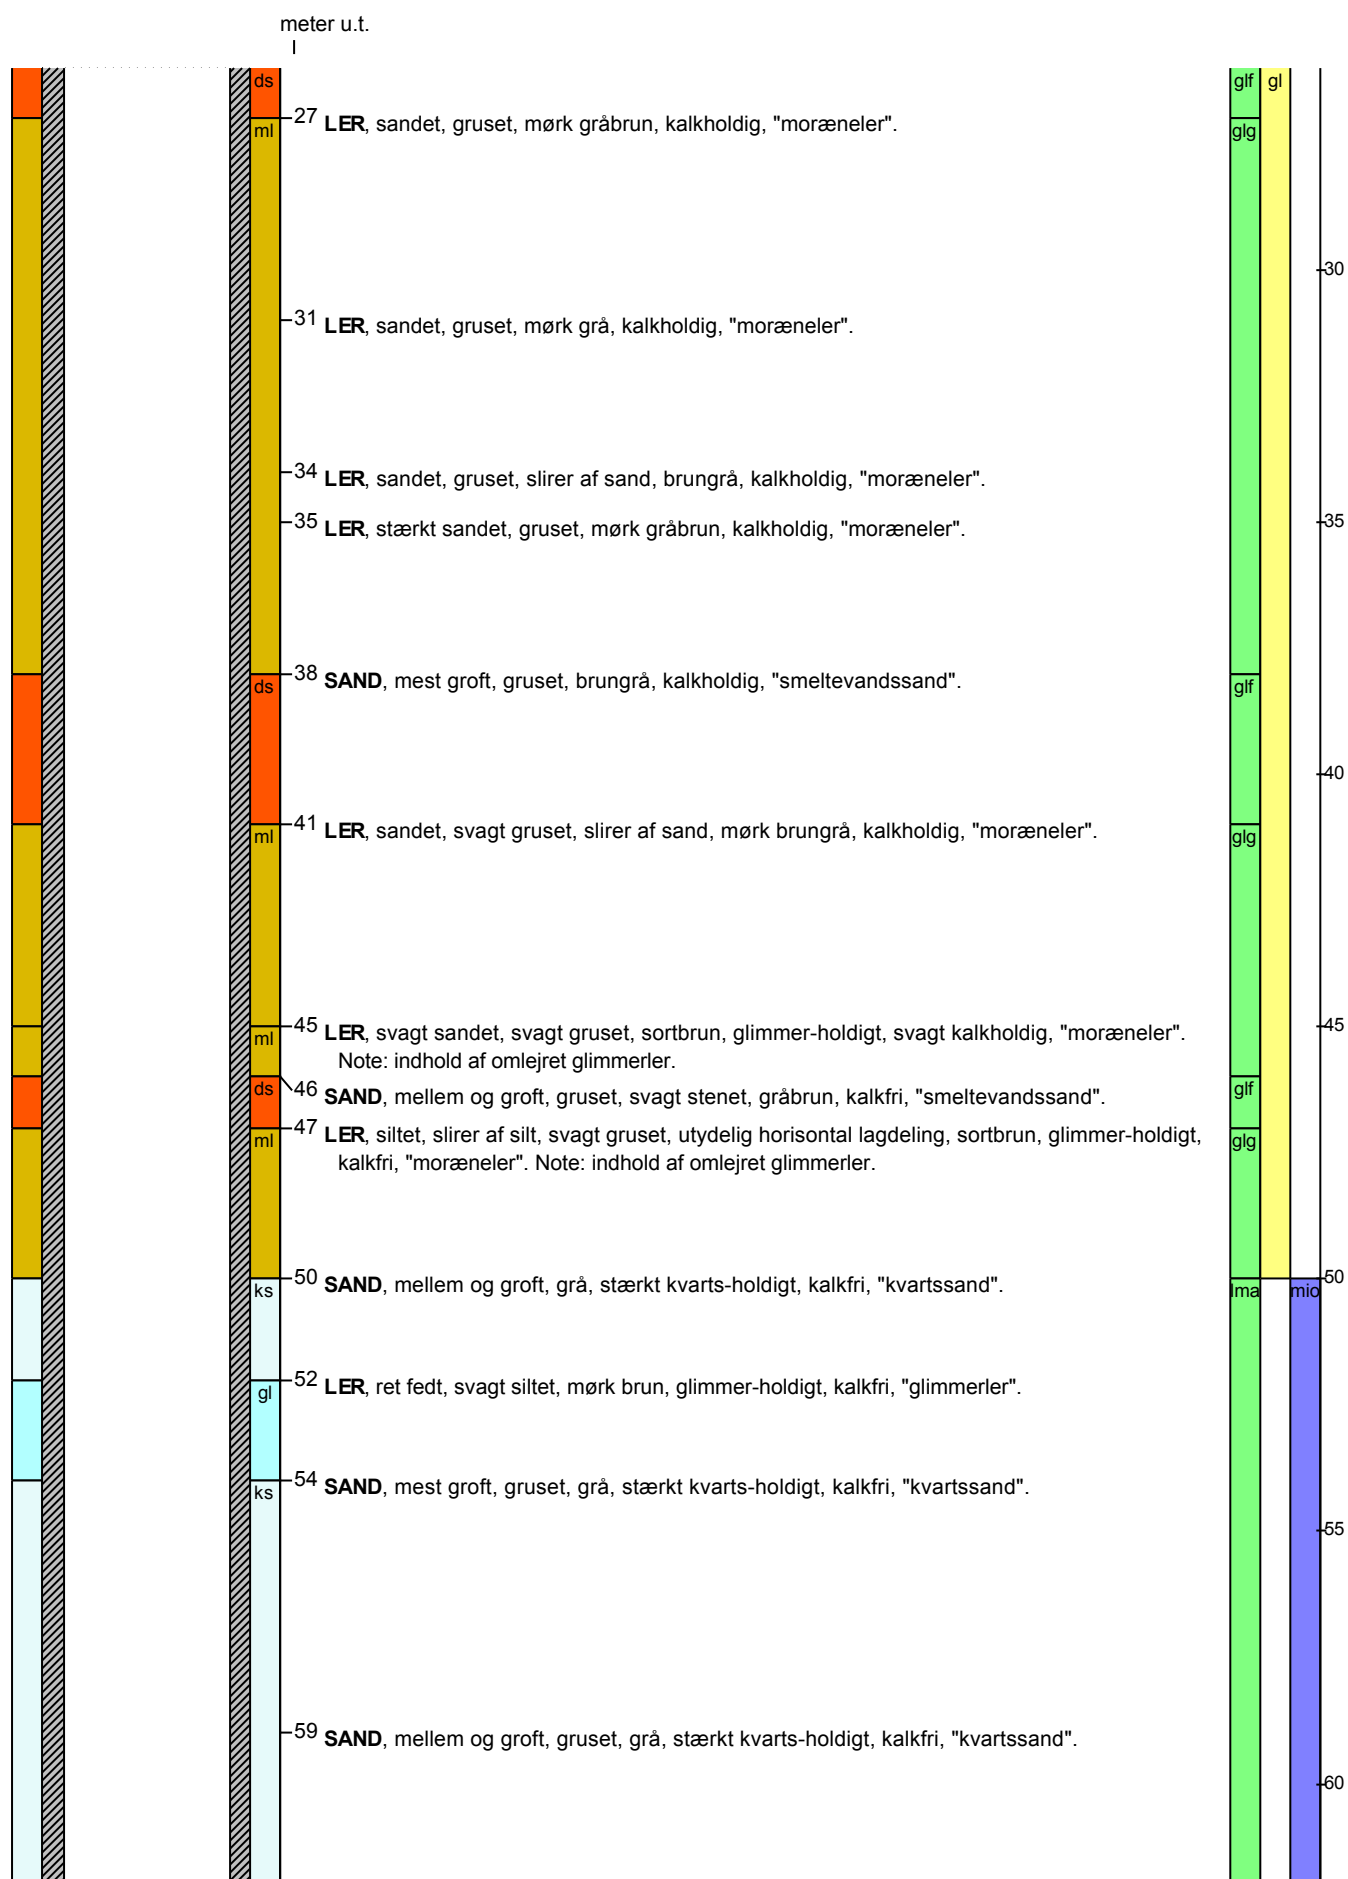 meter u.t.
ds glf gl
27 LER, sandet, gruset, mørk gråbrun, kalkholdig, "moræneler".
ml glg
30
31 LER, sandet, gruset, mørk grå, kalkholdig, "moræneler".
34 LER, sandet, gruset, slirer af sand, brungrå, kalkholdig, "moræneler".
35 LER, stærkt sandet, gruset, mørk gråbrun, kalkholdig, "moræneler". 35
38 SAND, mest groft, gruset, brungrå, kalkholdig, "smeltevandssand".
ds glf
40
41 LER, sandet, svagt gruset, slirer af sand, mørk brungrå, kalkholdig, "moræneler".
ml glg
45 LER, svagt sandet, svagt gruset, sortbrun, glimmer-holdigt, svagt kalkholdig, "moræneler". 45
ml Note: indhold af omlejret glimmerler.
ds 46 SAND, mellem og groft, gruset, svagt stenet, gråbrun, kalkfri, "smeltevandssand". glf
47 LER, siltet, slirer af silt, svagt gruset, utydelig horisontal lagdeling, sortbrun, glimmer-holdigt,
ml kalkfri, "moræneler". Note: indhold af omlejret glimmerler. glg
50 SAND, mellem og groft, grå, stærkt kvarts-holdigt, kalkfri, "kvartssand". 50
ks lma mio
52 LER, ret fedt, svagt siltet, mørk brun, glimmer-holdigt, kalkfri, "glimmerler".
gl
54 SAND, mest groft, gruset, grå, stærkt kvarts-holdigt, kalkfri, "kvartssand".
ks
55
59 SAND, mellem og groft, gruset, grå, stærkt kvarts-holdigt, kalkfri, "kvartssand".
60